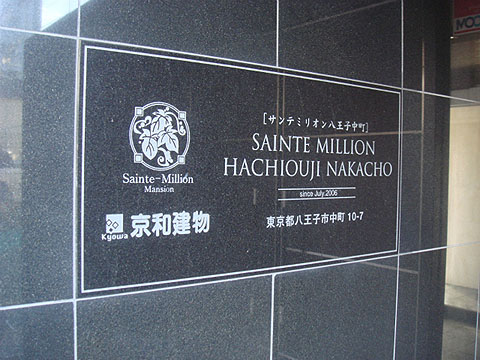 [サンテミリオン八王子中町]
SAINTE MILLION
HACHIOUJI NAKACHO
since July.2006
東京都八王子市中町 10-7
Sainte-Million
Mansion
Kyowa
京和建物